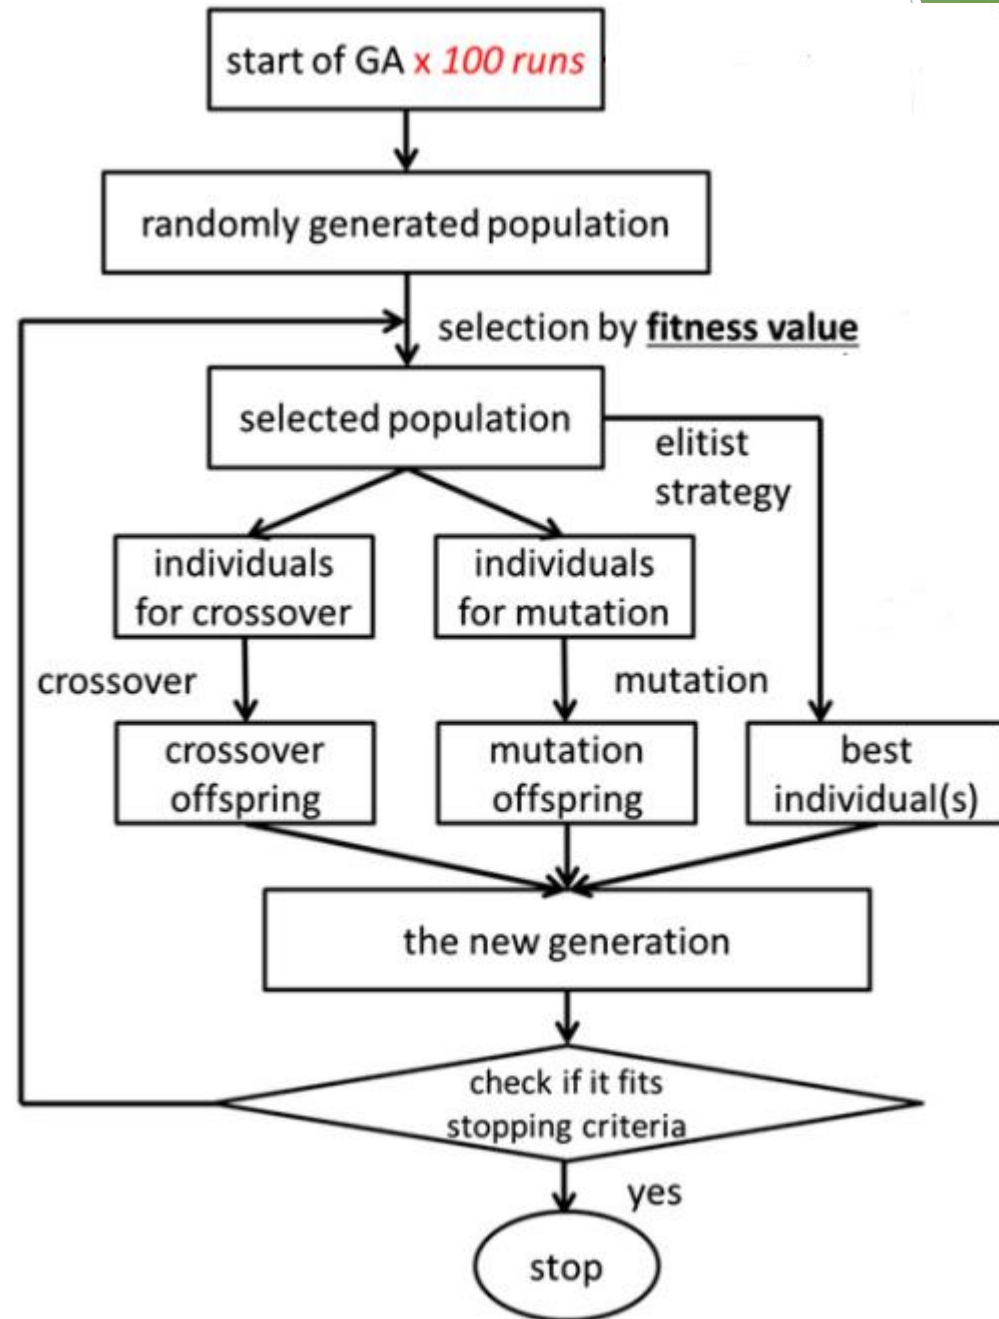 start of GA x 100 runs
randomly generated population
selection by fitness value
selected population
elitist
strategy
individuals
for crossover
individuals
for mutation
crossover
mutation
crossover
offspring
mutation
offspring
best
individual(s)
the new generation
check if it fits
stopping criteria
yes
stop